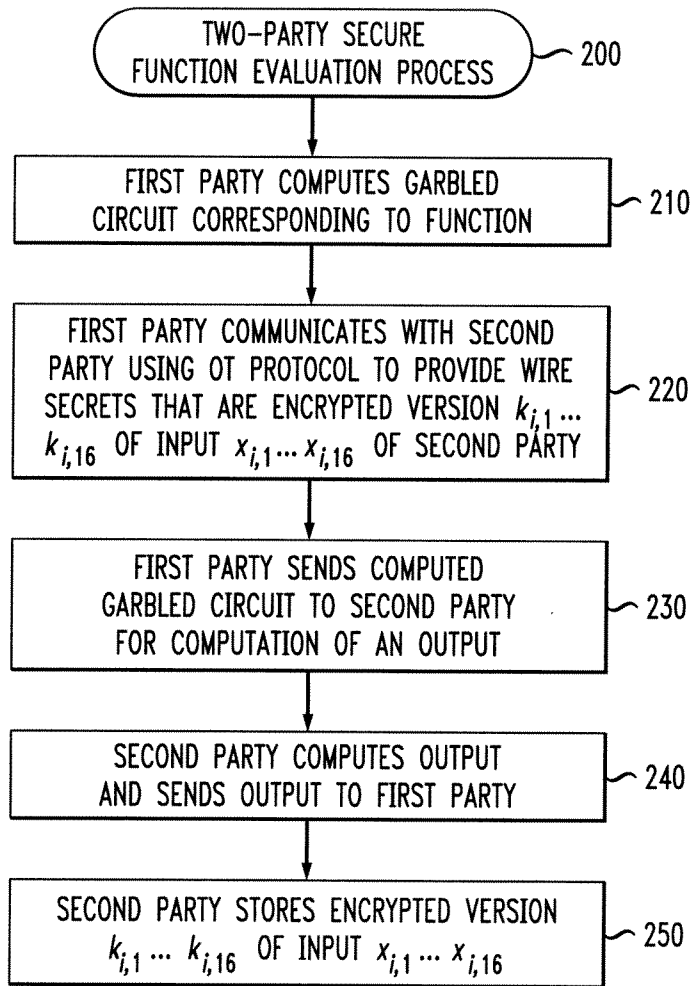 TWO-PARTY SECURE
FUNCTION EVALUATION PROCESS
200
FIRST PARTY COMPUTES GARBLED
CIRCUIT CORRESPONDING TO FUNCTION
210
FIRST PARTY COMMUNICATES WITH SECOND
PARTY USING OT PROTOCOL TO PROVIDE WIRE
SECRETS THAT ARE ENCRYPTED VERSION k_{i,1} ...
k_{i,16} OF INPUT x_{i,1} ... x_{i,16} OF SECOND PARTY
220
FIRST PARTY SENDS COMPUTED
GARBLED CIRCUIT TO SECOND PARTY
FOR COMPUTATION OF AN OUTPUT
230
SECOND PARTY COMPUTES OUTPUT
AND SENDS OUTPUT TO FIRST PARTY
240
SECOND PARTY STORES ENCRYPTED VERSION
k_{i,1} ... k_{i,16} OF INPUT x_{i,1} ... x_{i,16}
250